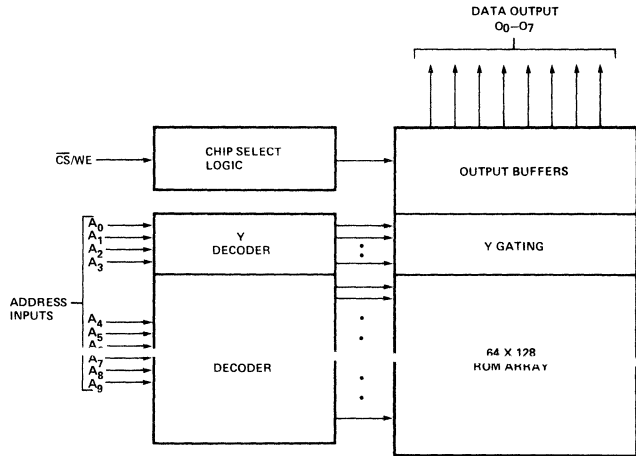 DATA OUTPUT
O0–O7
CS/WE
CHIP SELECT
LOGIC
OUTPUT BUFFERS
A0
A1
A2
A3
Y
DECODER
Y GATING
ADDRESS
INPUTS
A4
A5
A7
A8
A9
DECODER
64 X 128
ROM ARRAY